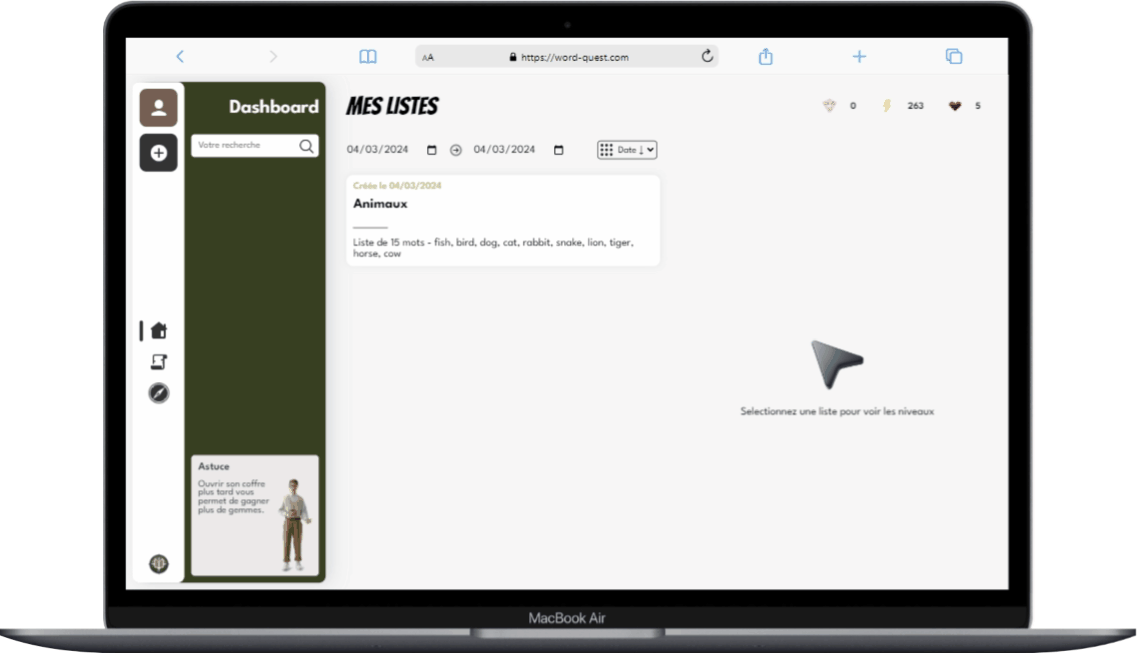 AA https://word-quest.com
Dashboard
Votre recherche
Astuce
Ouvrir son coffre
plus tard vous
permet de gagner
plus de gemmes.
MES LISTES
0 263 5
04/03/2024 04/03/2024 Date ↓
Créée le 04/03/2024
Animaux
Liste de 15 mots - fish, bird, dog, cat, rabbit, snake, lion, tiger,
horse, cow
Selectionnez une liste pour voir les niveaux
MacBook Air